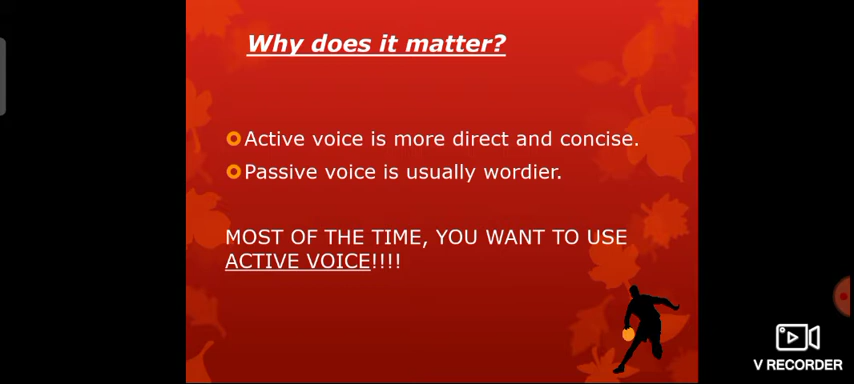 Why does it matter?
Active voice is more direct and concise.
Passive voice is usually wordier.
MOST OF THE TIME, YOU WANT TO USE
ACTIVE VOICE!!!!
V RECORDER